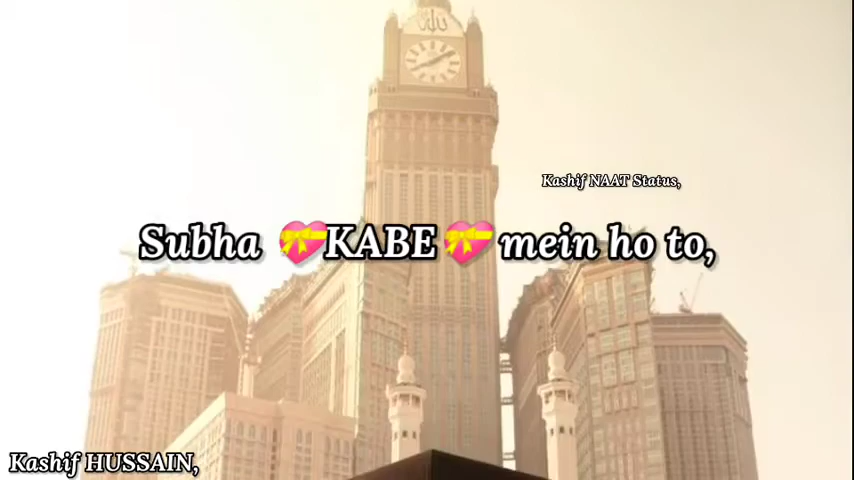 Kashif NAAT Status,
Subha 💝KABE💝 mein ho to,
Kashif HUSSAIN,